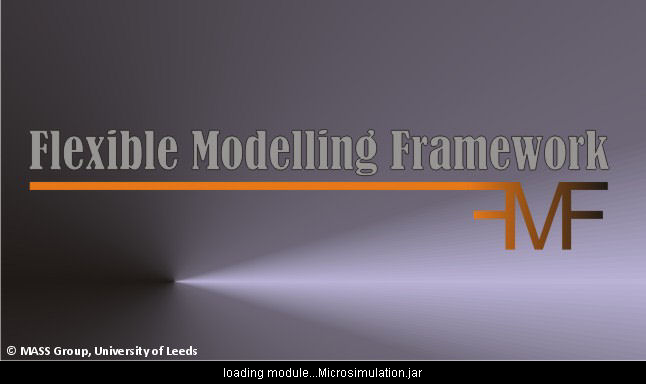 Flexible Modelling Framework
FMF
© MASS Group, University of Leeds
loading module...Microsimulation.jar